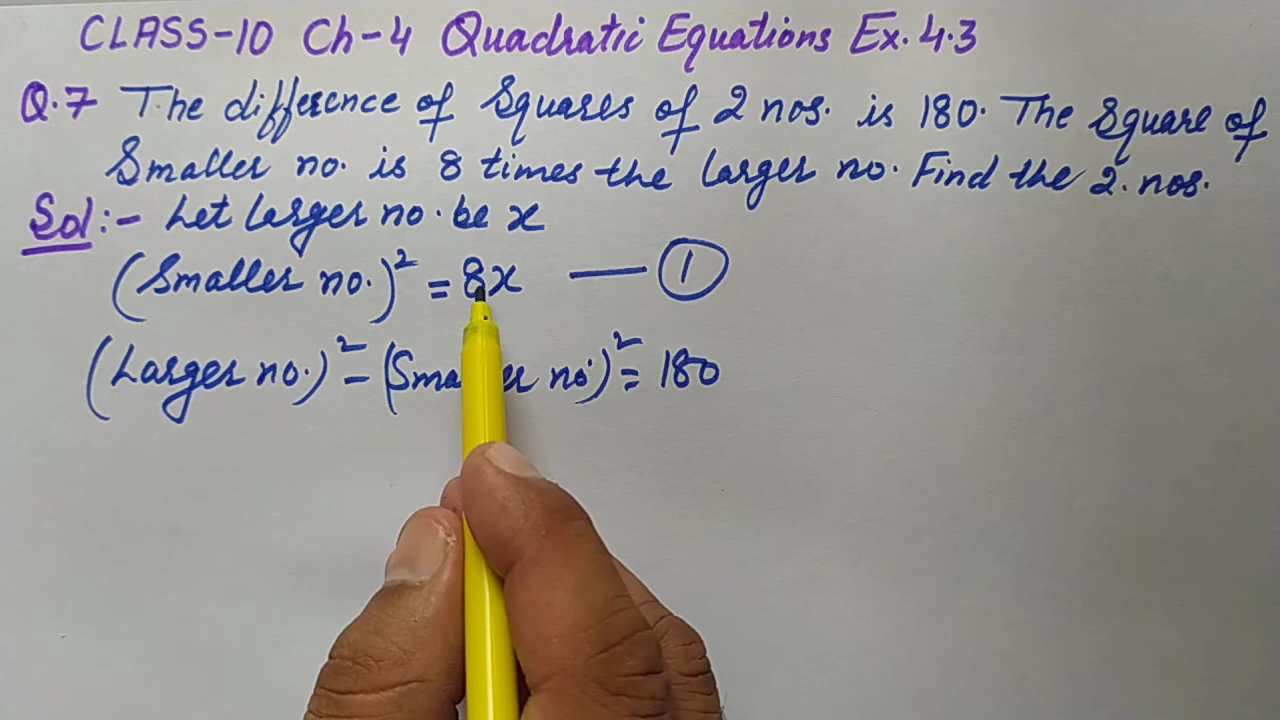 CLASS-10 Ch-4 Quadratic Equations Ex.4.3
Q.7 The difference of squares of 2 nos. is 180. The square of
smaller no. is 8 times the larger no. Find the 2. nos.
Sol:- Let larger no. be x
(Smaller no.)² = 8x — ①
(Larger no.)² - (Smaller no.)² = 180